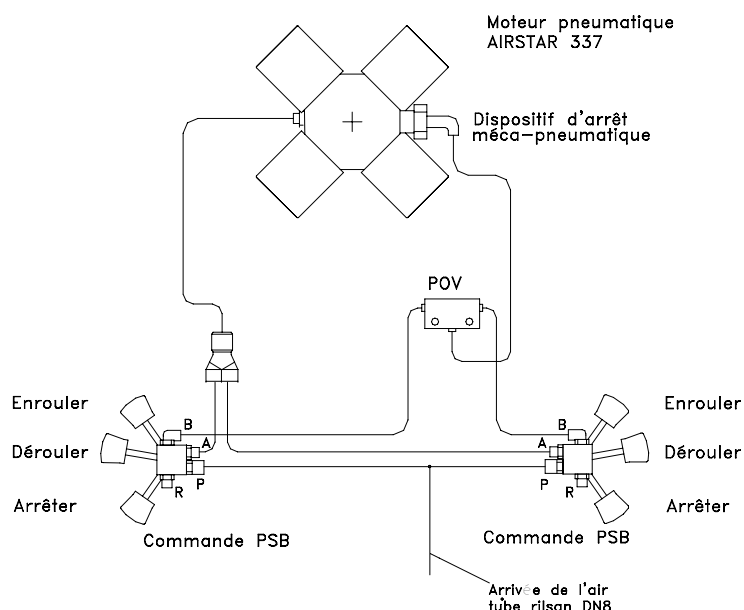 Moteur pneumatique
AIRSTAR 337
Dispositif d'arrêt
méca-pneumatique
POV
Enrouler
Dérouler
Arrêter
B
A
R
P
Commande PSB
B
A
P
R
Enrouler
Dérouler
Arrêter
Commande PSB
Arrivée de l'air
tube rilsan DN8